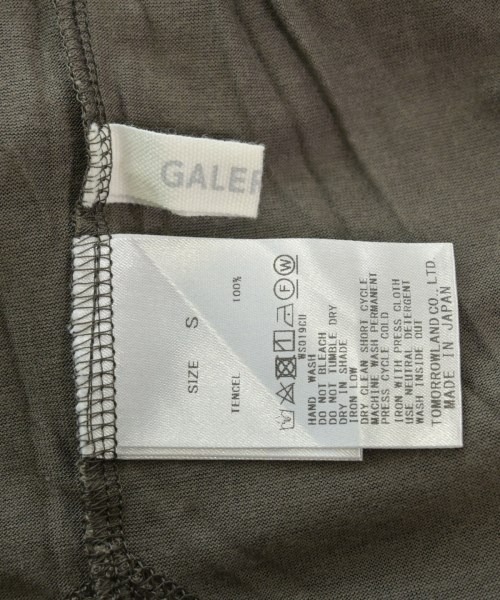 GALER
SIZE S
TENCEL 100%
WS019CU
HAND WASH
DO NOT BLEACH
DO NOT TUMBLE DRY
DRY IN SHADE
IRON LOW
DRY CLEAN SHORT CYCLE
MACHINE WASH PERMANENT
PRESS CYCLE COLD
IRON WITH PRESS CLOTH
USE NEUTRAL DETERGENT
WASH INSIDE OUT
TOMORROWLAND CO., LTD.
MADE IN JAPAN